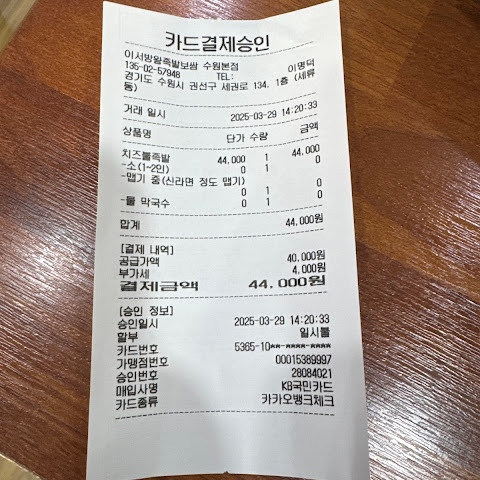 카드결제승인
이서방왕족발보쌈 수원본점
135-02-57948 TEL: 이명덕
경기도 수원시 권선구 세권로 134, 1층 (세류
동)
거래 일시 2025-03-29 14:20:33
상품명 단가 수량 금액
치즈불족발 44,000 1 44,000
-소(1-2인) 0 1 0
-맵기 중(신라면 정도 맵기)
0 1 0
-물 막국수 0 1 0
합계 44,000원
[결제 내역]
공급가액 40,000원
부가세 4,000원
결제금액 44,000원
[승인 정보]
승인일시 2025-03-29 14:20:33
할부 일시불
카드번호 5365-10**-****-****
가맹점번호 00015389997
승인번호 28084021
매입사명 KB국민카드
카드종류 카카오뱅크체크